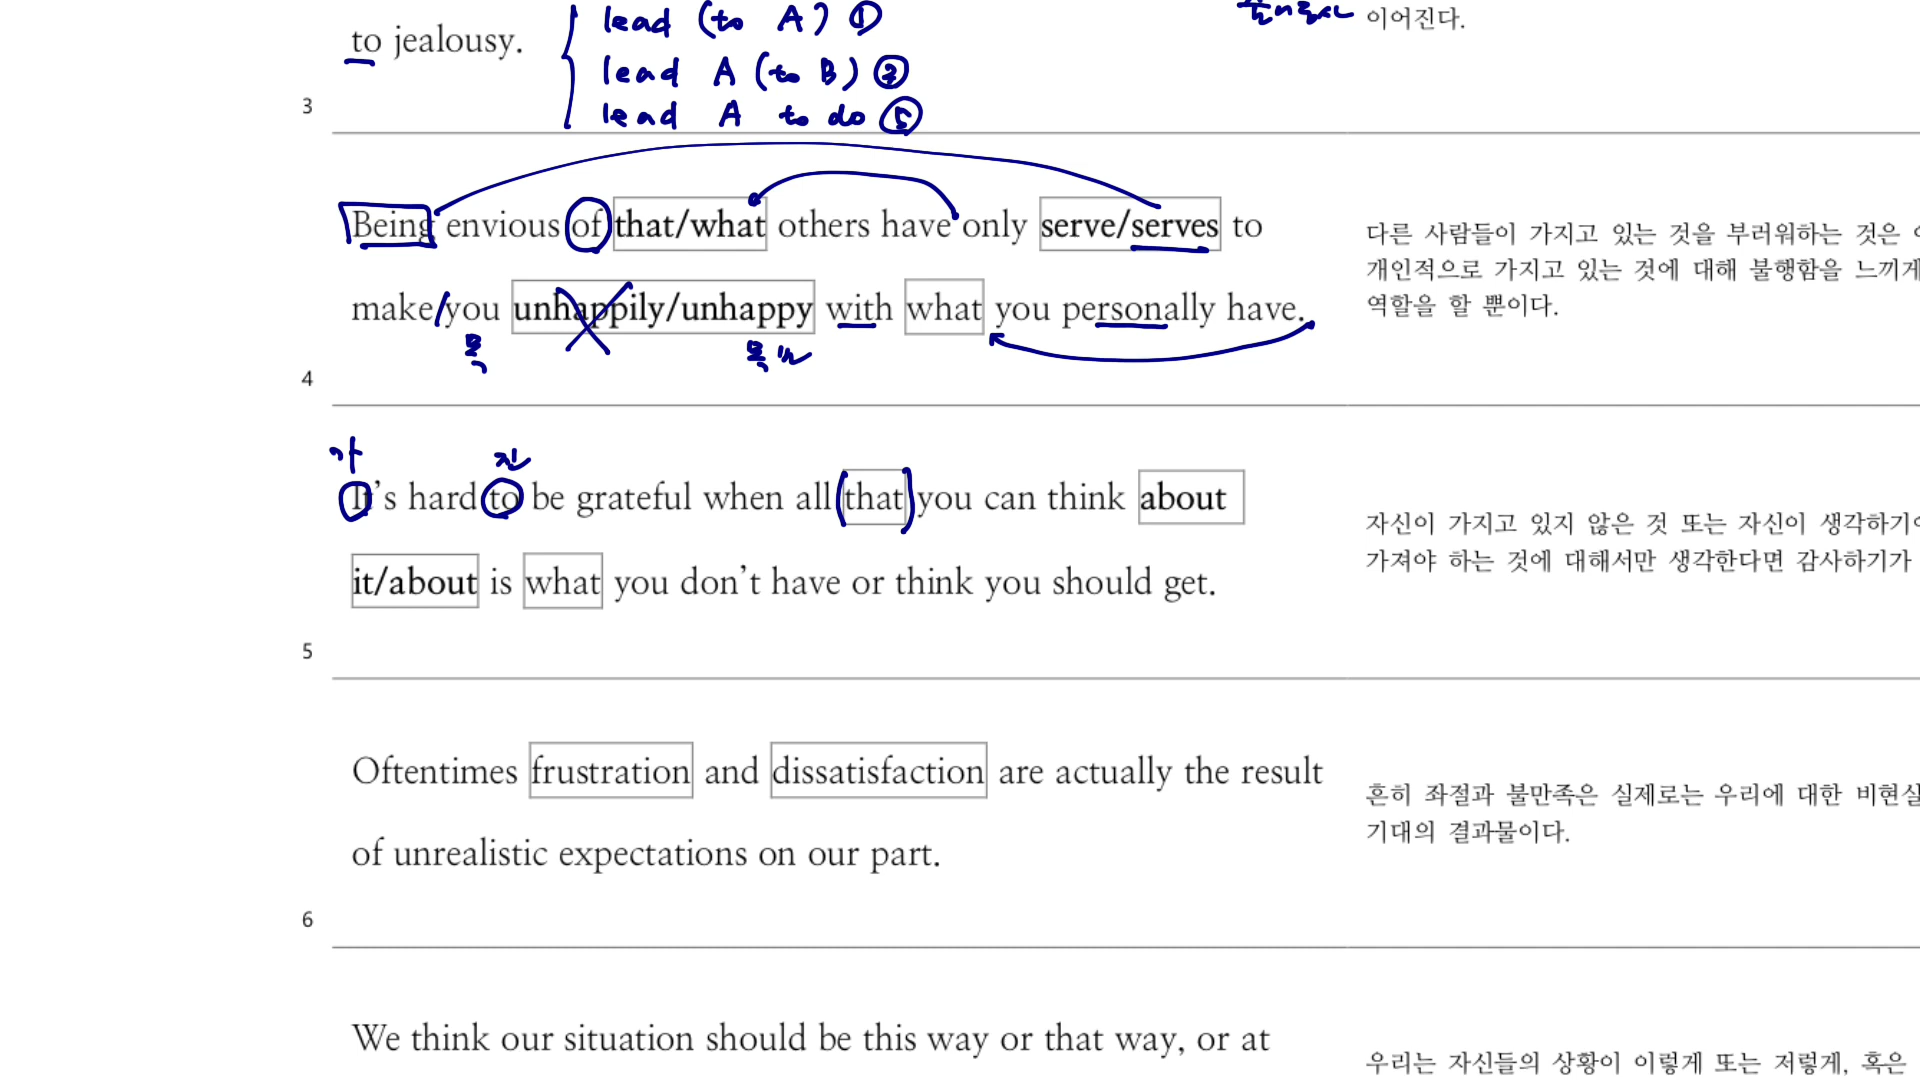 lead (to A) ①
to jealousy.
이어진다.
lead A (to B) ③
lead A to do ⑤
3
Being envious of that/what others have only serve/serves to
make you unhappily/unhappy with what you personally have.
목
목보
다른 사람들이 가지고 있는 것을 부러워하는 것은
개인적으로 가지고 있는 것에 대해 불행함을 느끼게
역할을 할 뿐이다.
4
가
진
It's hard to be grateful when all that you can think about
it/about is what you don't have or think you should get.
자신이 가지고 있지 않은 것 또는 자신이 생각하기에
가져야 하는 것에 대해서만 생각한다면 감사하기가
5
Oftentimes frustration and dissatisfaction are actually the result
of unrealistic expectations on our part.
흔히 좌절과 불만족은 실제로는 우리에 대한 비현실
기대의 결과물이다.
6
We think our situation should be this way or that way, or at
우리는 자신들의 상황이 이렇게 또는 저렇게, 혹은